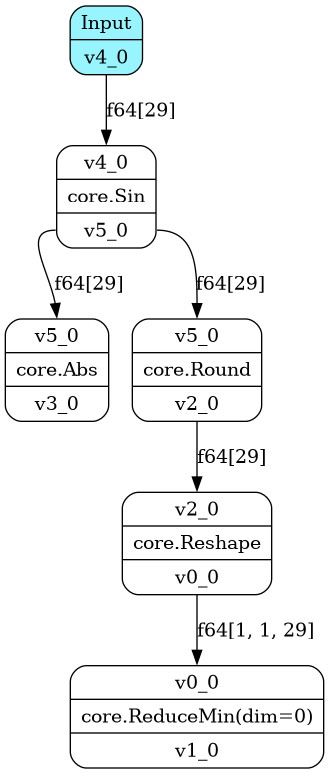 Input
v4_0
f64[29]
v4_0
core.Sin
v5_0
f64[29]
f64[29]
v5_0
core.Abs
v3_0
v5_0
core.Round
v2_0
f64[29]
v2_0
core.Reshape
v0_0
f64[1, 1, 29]
v0_0
core.ReduceMin(dim=0)
v1_0